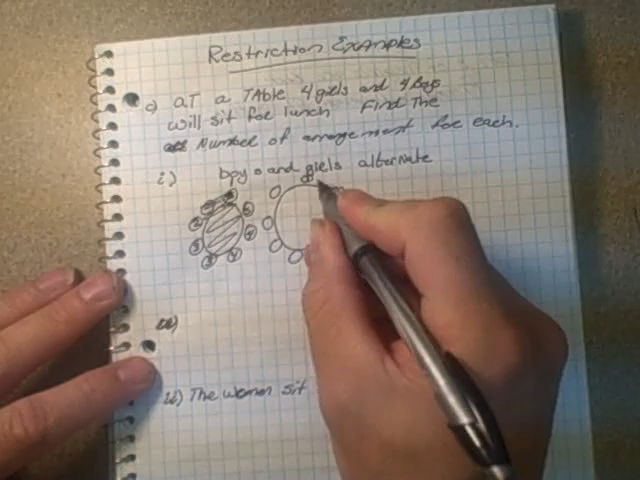 Restriction Examples
c) aT a TAble 4 girls and 4 Boys
will sit for lunch Find The
Number of arrangement for each.
i.) boy o and girls alternate
ii) The women sit